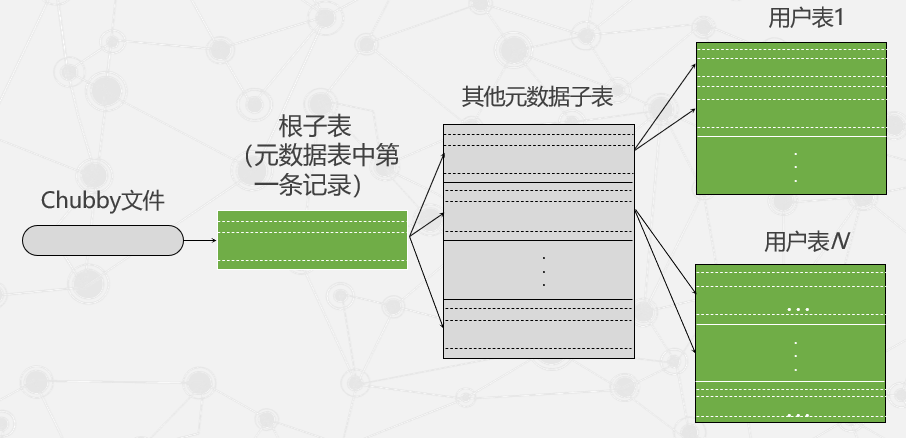 Chubby文件
根子表
（元数据表中第
一条记录）
其他元数据子表
用户表1
.
.
.
用户表N
...
.
.
.
...
.
.
.